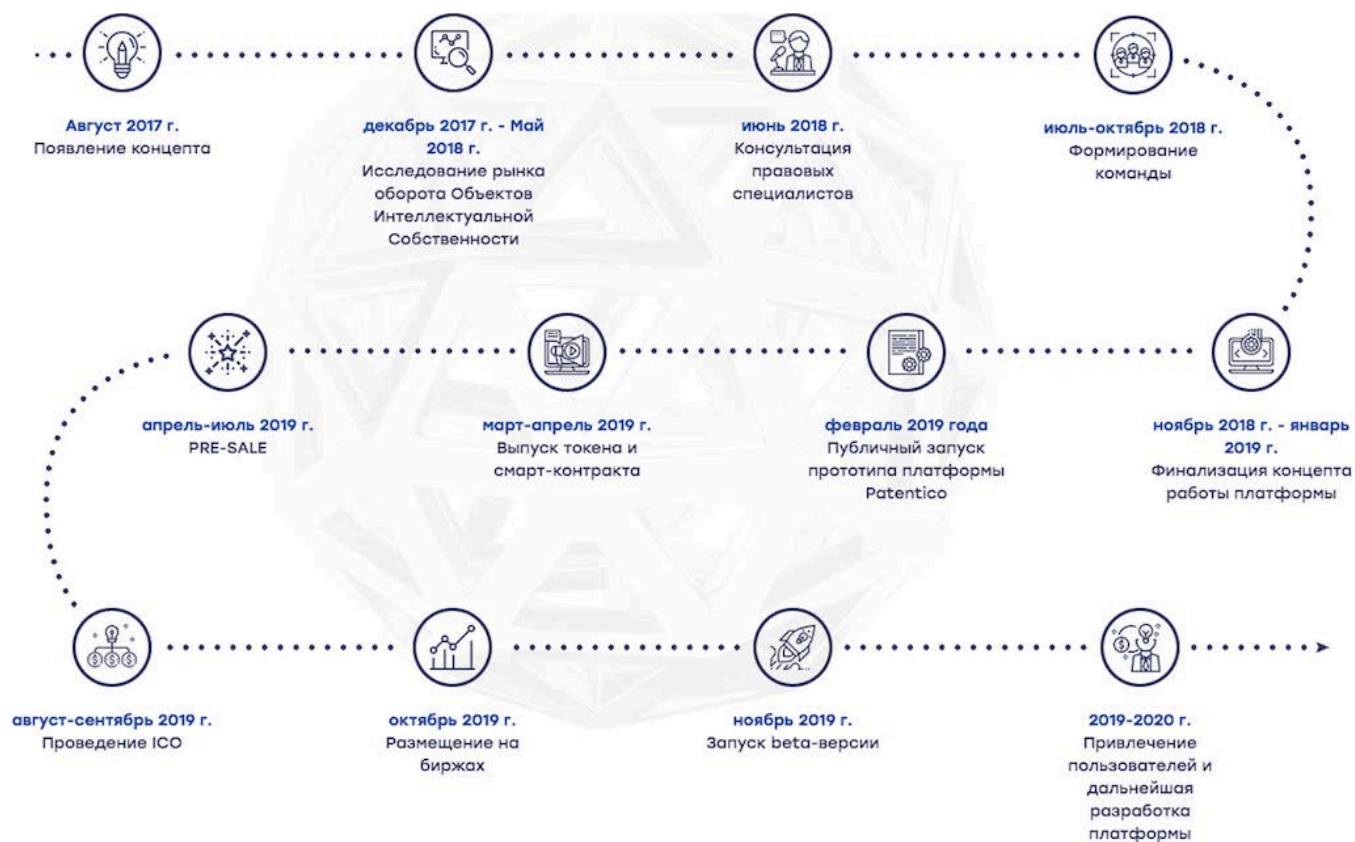 Август 2017 г.
Появление концепта
декабрь 2017 г. - Май
2018 г.
Исследование рынка
оборота Объектов
Интеллектуальной
Собственности
июнь 2018 г.
Консультация
правовых
специалистов
июль-октябрь 2018 г.
Формирование
команды
ноябрь 2018 г. - январь
2019 г.
Финализация концепта
работы платформы
февраль 2019 года
Публичный запуск
прототипа платформы
Patentico
март-апрель 2019 г.
Выпуск токена и
смарт-контракта
апрель-июль 2019 г.
PRE-SALE
август-сентябрь 2019 г.
Проведение ICO
октябрь 2019 г.
Размещение на
биржах
ноябрь 2019 г.
Запуск beta-версии
2019-2020 г.
Привлечение
пользователей и
дальнейшая
разработка
платформы